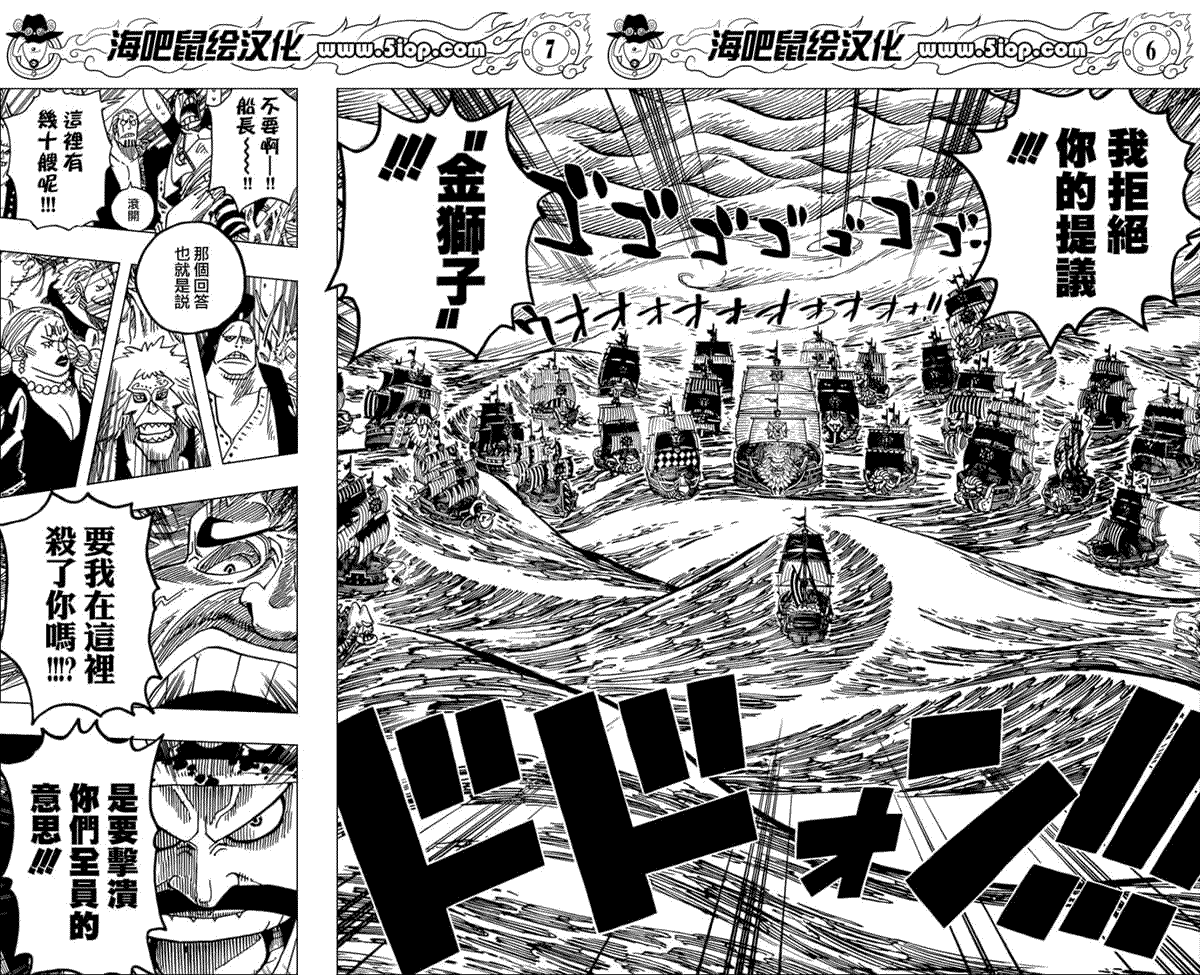 海吧鼠绘汉化 www.5iop.com
6
海吧鼠绘汉化 www.5iop.com
7
我拒絕
你的提議
!!!
“金獅子”
!!!
ゴゴゴゴゴゴゴ
ウオオオオオオオオオ!!
ドドォン!!!
不要啊—!!
船長~~~!!
滾開
這裡有
幾十艘呢!!!
那個回答
也就是説
要我在這裡
殺了你嗎!!!?
是要擊潰
你們全員的
意思!!!